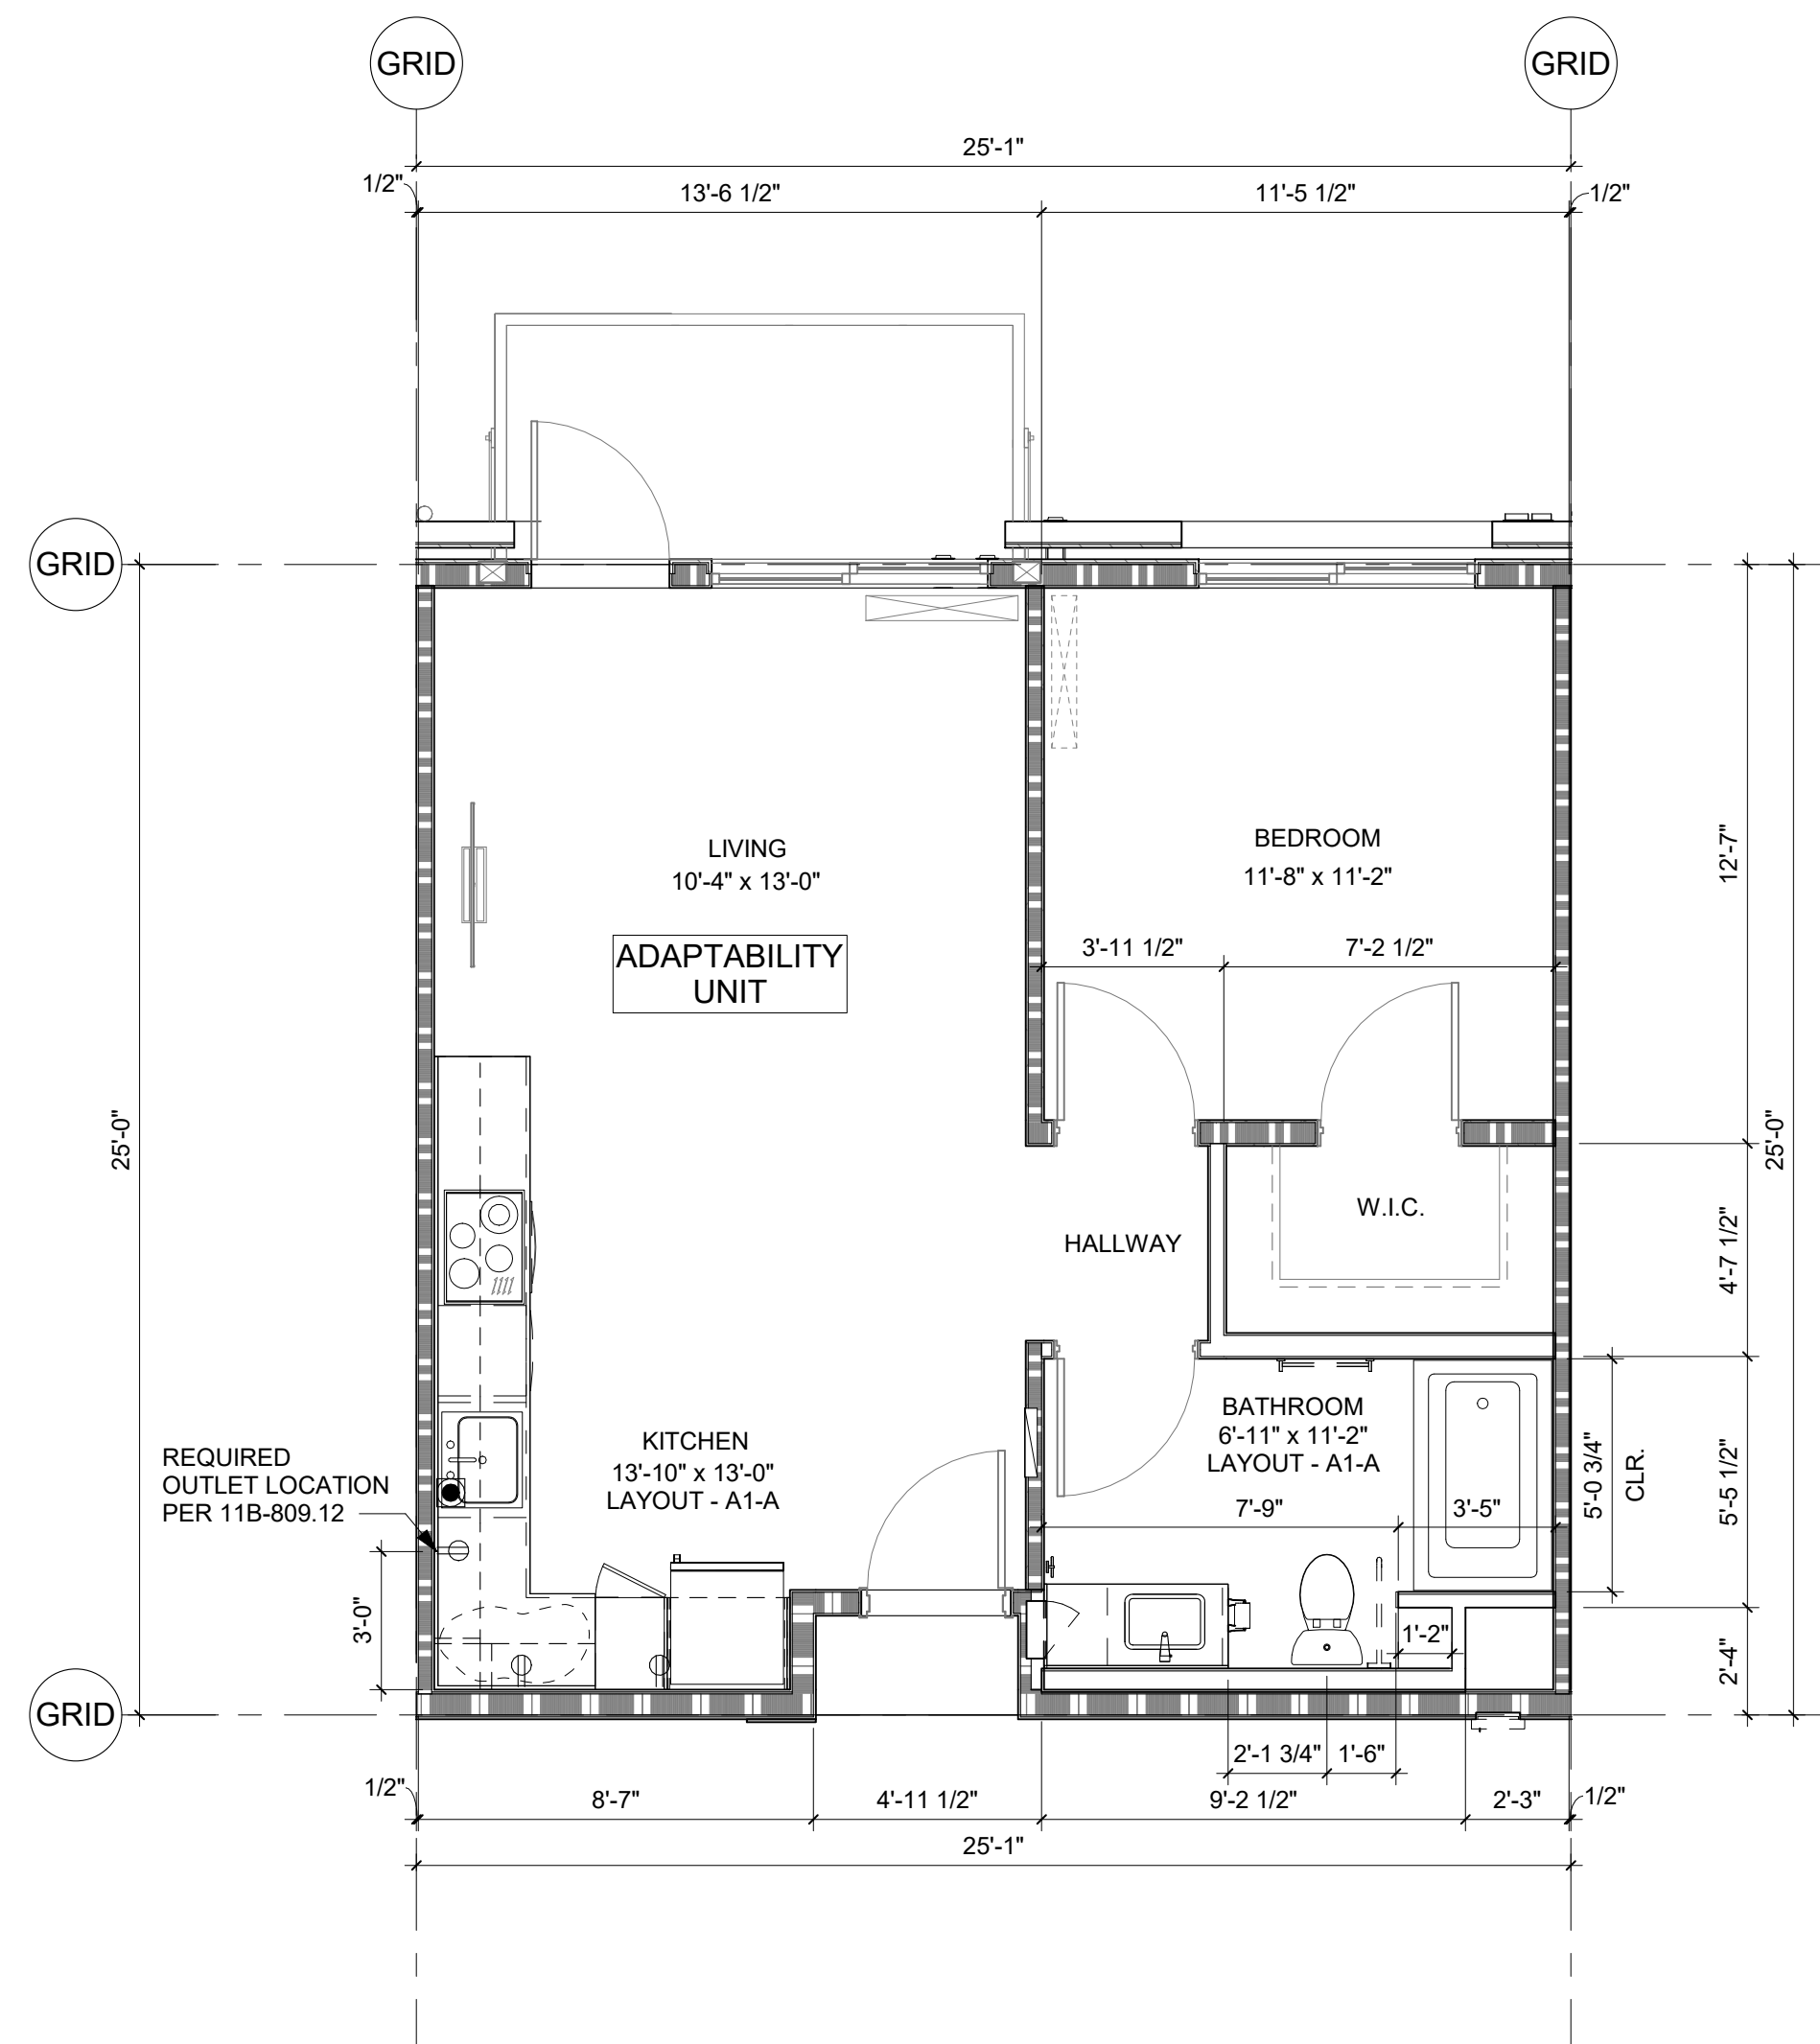 GRID
GRID
25'-1"
1/2"
13'-6 1/2"
11'-5 1/2"
1/2"
GRID
LIVING
10'-4" x 13'-0"
BEDROOM
11'-8" x 11'-2"
12'-7"
ADAPTABILITY
UNIT
3'-11 1/2"
7'-2 1/2"
25'-0"
25'-0"
W.I.C.
HALLWAY
4'-7 1/2"
KITCHEN
13'-10" x 13'-0"
LAYOUT - A1-A
BATHROOM
6'-11" x 11'-2"
LAYOUT - A1-A
REQUIRED
OUTLET LOCATION
PER 11B-809.12
7'-9"
3'-5"
5'-0 3/4"
CLR.
5'-5 1/2"
3'-0"
1'-2"
2'-4"
GRID
2'-1 3/4"
1'-6"
1/2"
8'-7"
4'-11 1/2"
9'-2 1/2"
2'-3"
1/2"
25'-1"